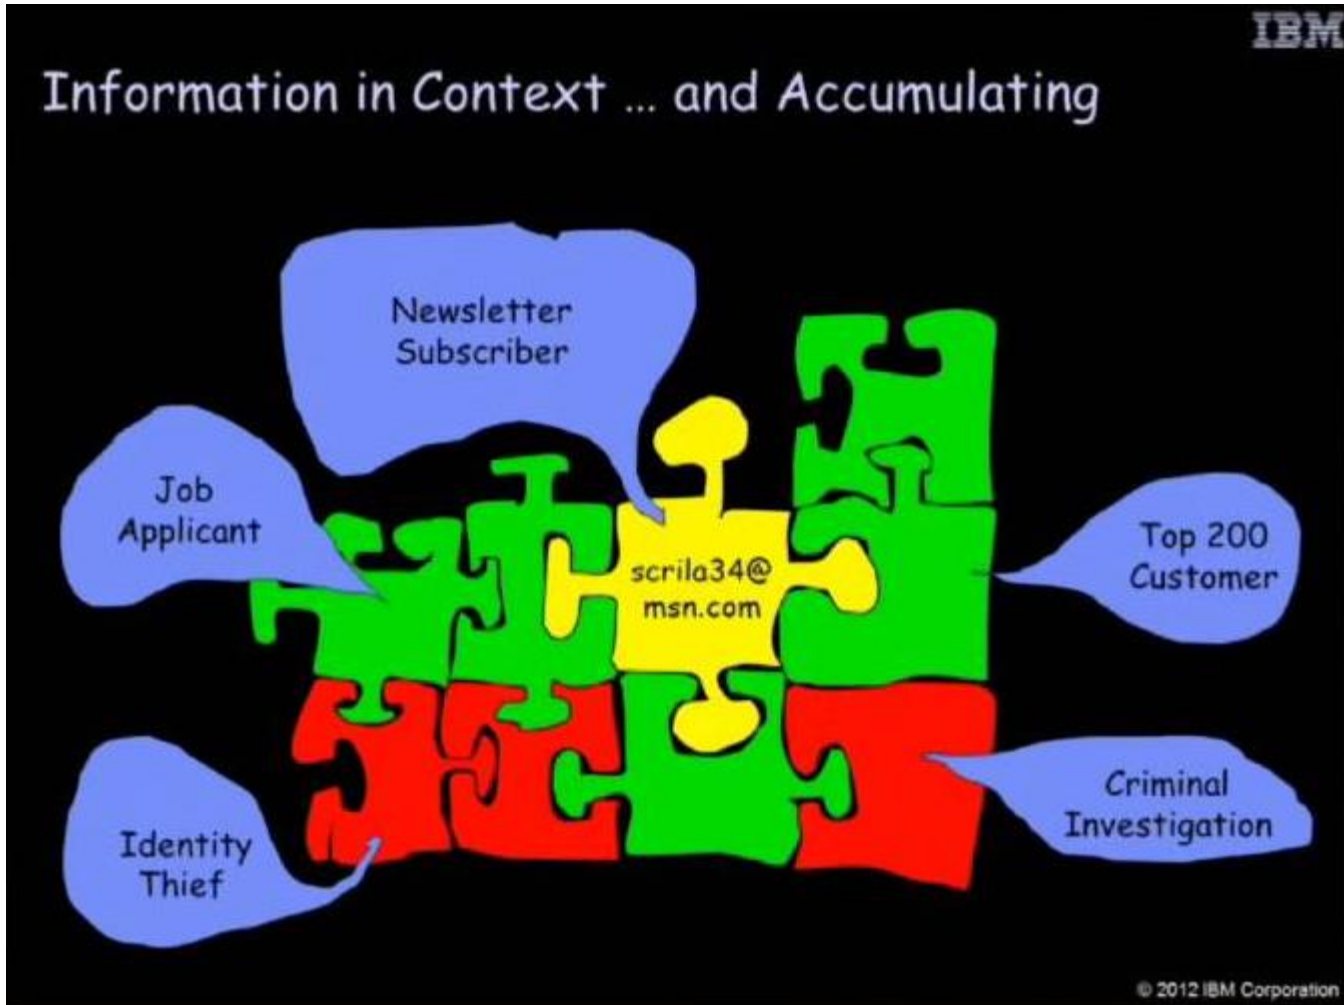 IBM
Information in Context ... and Accumulating
Newsletter
Subscriber
Job
Applicant
scrila34@
msn.com
Top 200
Customer
Identity
Thief
Criminal
Investigation
© 2012 IBM Corporation